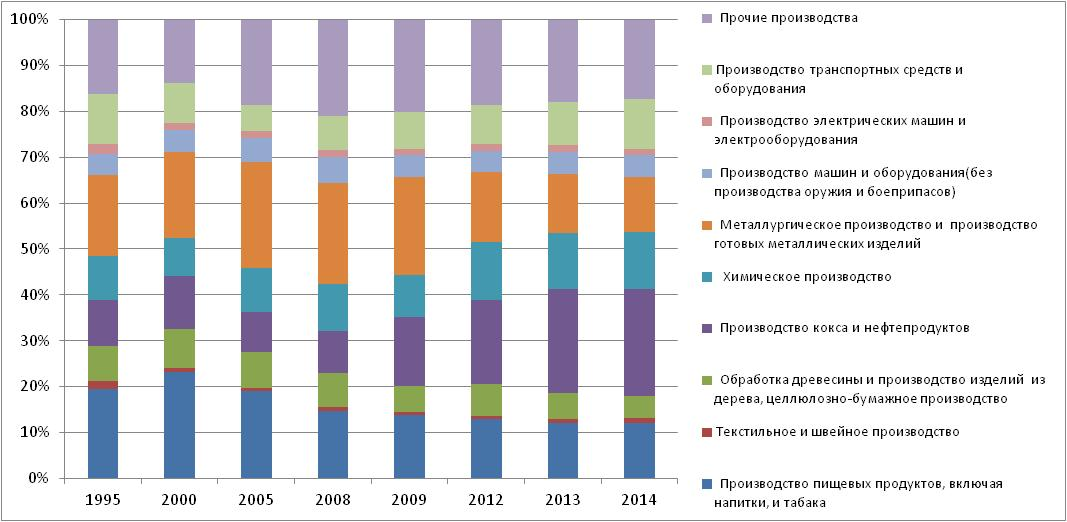 100%
90%
80%
70%
60%
50%
40%
30%
20%
10%
0%
1995 2000 2005 2008 2009 2012 2013 2014
Прочие производства
Производство транспортных средств и
оборудования
Производство электрических машин и
электрооборудования
Производство машин и оборудования(без
производства оружия и боеприпасов)
Металлургическое производство и производство
готовых металлических изделий
Химическое производство
Производство кокса и нефтепродуктов
Обработка древесины и производство изделий из
дерева, целлюлозно-бумажное производство
Текстильное и швейное производство
Производство пищевых продуктов, включая
напитки, и табака